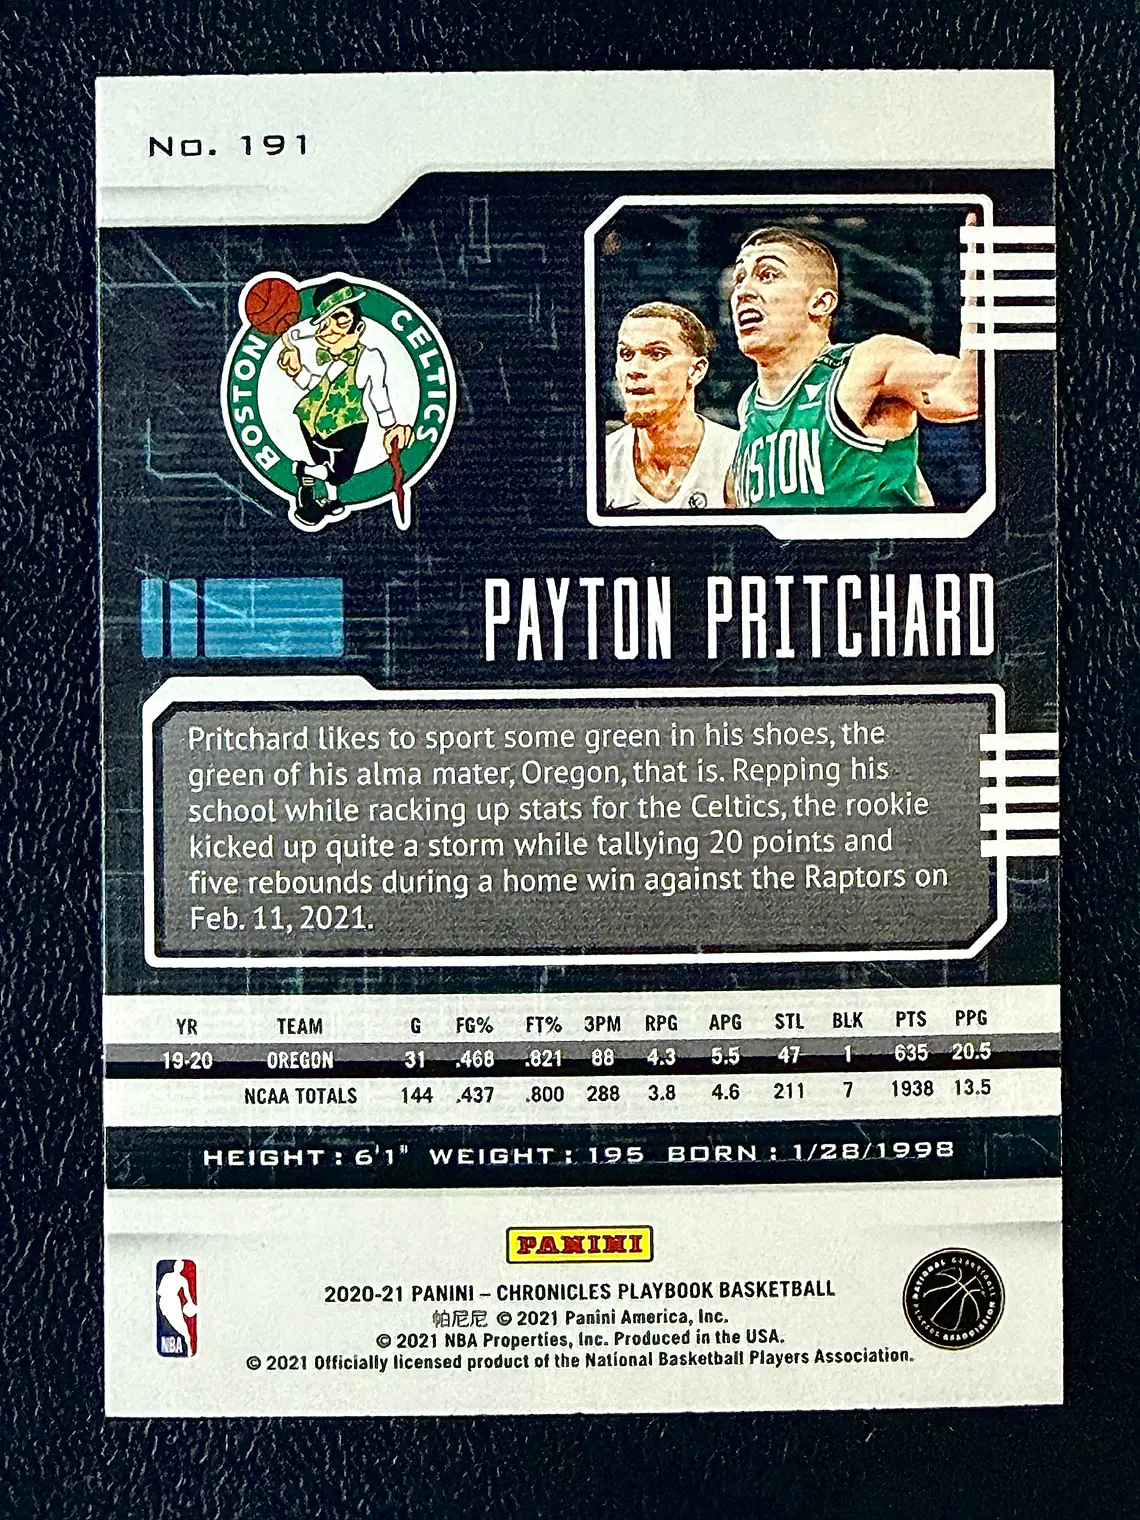 No. 191
BOSTON CELTICS
BOSTON
PAYTON PRITCHARD
Pritchard likes to sport some green in his shoes, the
green of his alma mater, Oregon, that is. Repping his
school while racking up stats for the Celtics, the rookie
kicked up quite a storm while tallying 20 points and
five rebounds during a home win against the Raptors on
Feb. 11, 2021.
YR TEAM G FG% FT% 3PM RPG APG STL BLK PTS PPG
19-20 OREGON 31 .468 .821 88 4.3 5.5 47 1 635 20.5
NCAA TOTALS 144 .437 .800 288 3.8 4.6 211 7 1938 13.5
HEIGHT : 6'1" WEIGHT : 195 BORN : 1/28/1998
PANINI
2020-21 PANINI – CHRONICLES PLAYBOOK BASKETBALL
帕尼尼 © 2021 Panini America, Inc.
© 2021 NBA Properties, Inc. Produced in the USA.
© 2021 Officially licensed product of the National Basketball Players Association.
NBA
NATIONAL BASKETBALL PLAYERS ASSOCIATION